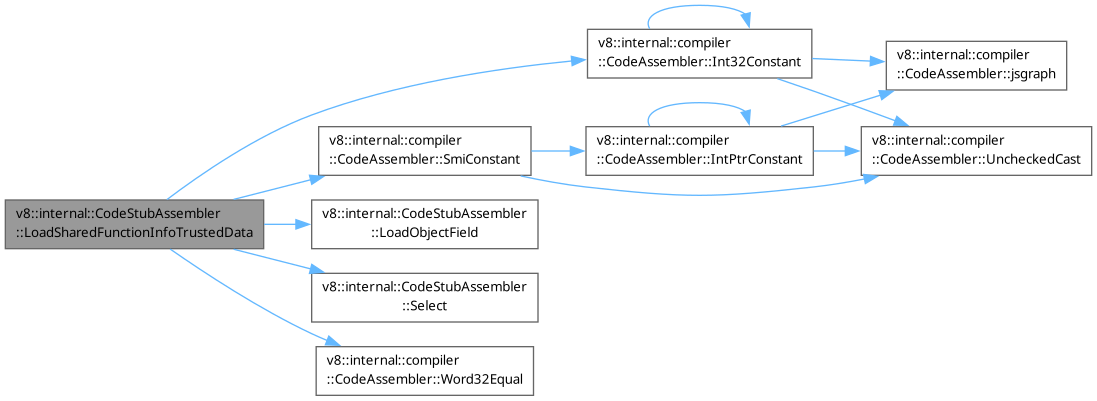 v8::internal::compiler
::CodeAssembler::Int32Constant
v8::internal::compiler
::CodeAssembler::jsgraph
v8::internal::compiler
::CodeAssembler::SmiConstant
v8::internal::compiler
::CodeAssembler::IntPtrConstant
v8::internal::compiler
::CodeAssembler::UncheckedCast
v8::internal::CodeStubAssembler
::LoadSharedFunctionInfoTrustedData
v8::internal::CodeStubAssembler
::LoadObjectField
v8::internal::CodeStubAssembler
::Select
v8::internal::compiler
::CodeAssembler::Word32Equal